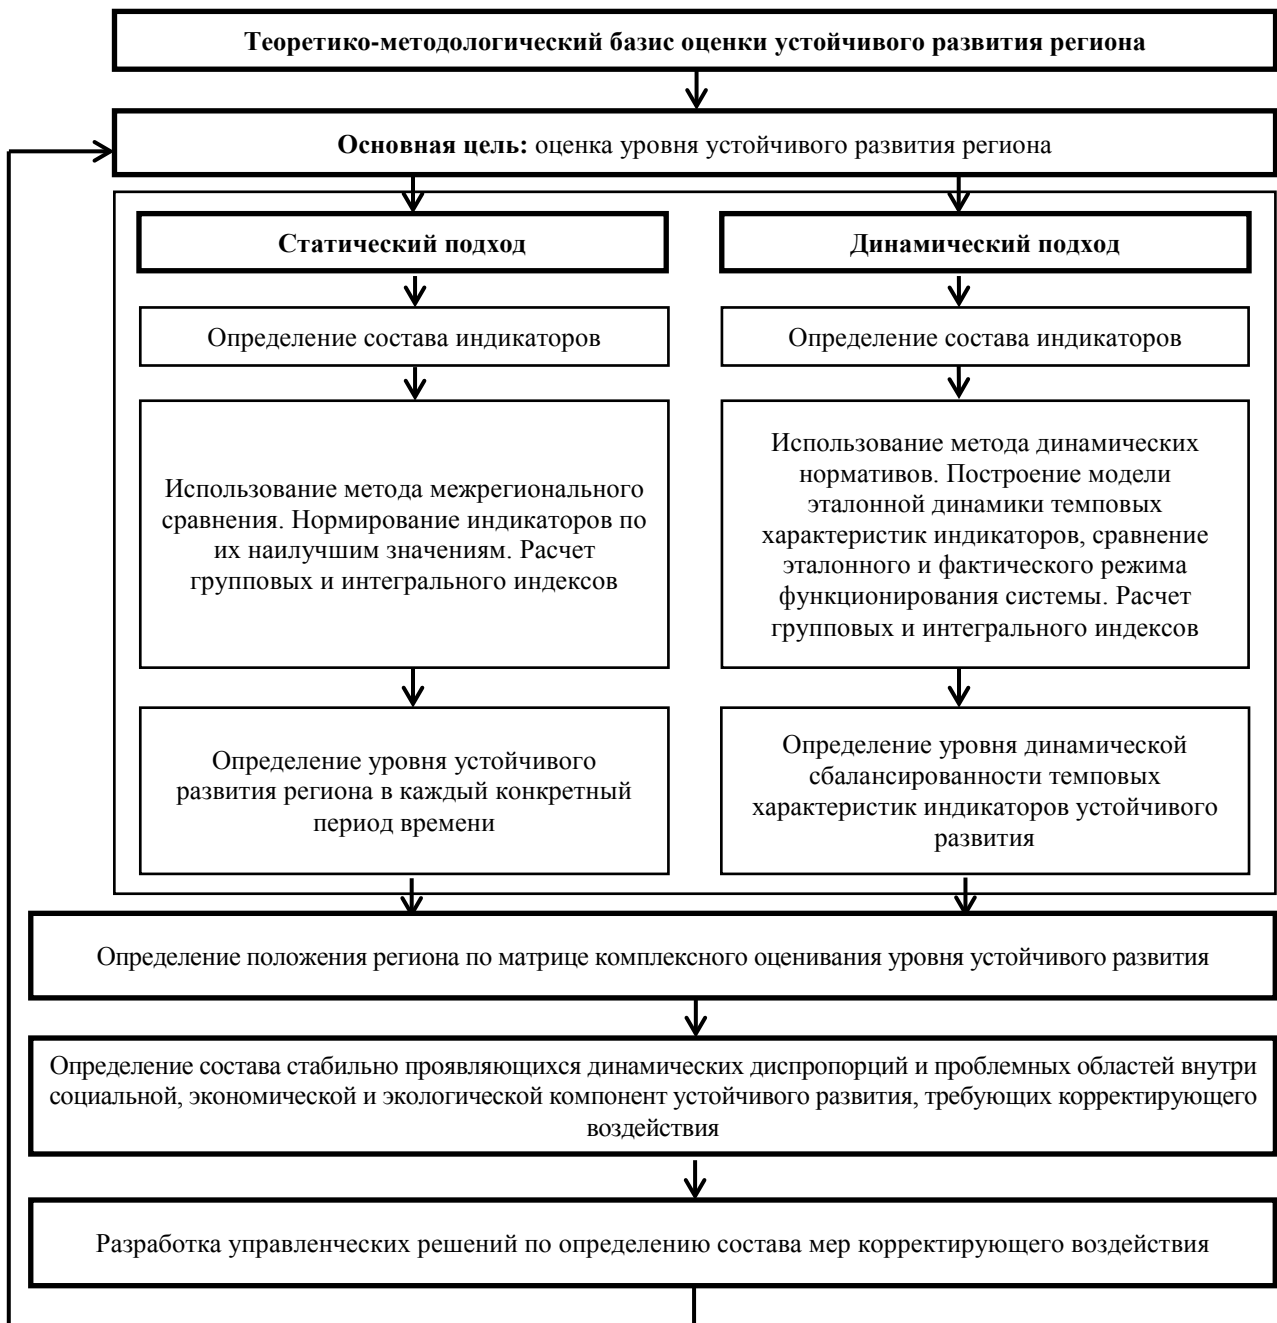 Теоретико-методологический базис оценки устойчивого развития региона
Основная цель: оценка уровня устойчивого развития региона
Статический подход
Динамический подход
Определение состава индикаторов
Определение состава индикаторов
Использование метода межрегионального
сравнения. Нормирование индикаторов по
их наилучшим значениям. Расчет
групповых и интегрального индексов
Использование метода динамических
нормативов. Построение модели
эталонной динамики темповых
характеристик индикаторов, сравнение
эталонного и фактического режима
функционирования системы. Расчет
групповых и интегрального индексов
Определение уровня устойчивого
развития региона в каждый конкретный
период времени
Определение уровня динамической
сбалансированности темповых
характеристик индикаторов устойчивого
развития
Определение положения региона по матрице комплексного оценивания уровня устойчивого развития
Определение состава стабильно проявляющихся динамических диспропорций и проблемных областей внутри
социальной, экономической и экологической компонент устойчивого развития, требующих корректирующего
воздействия
Разработка управленческих решений по определению состава мер корректирующего воздействия